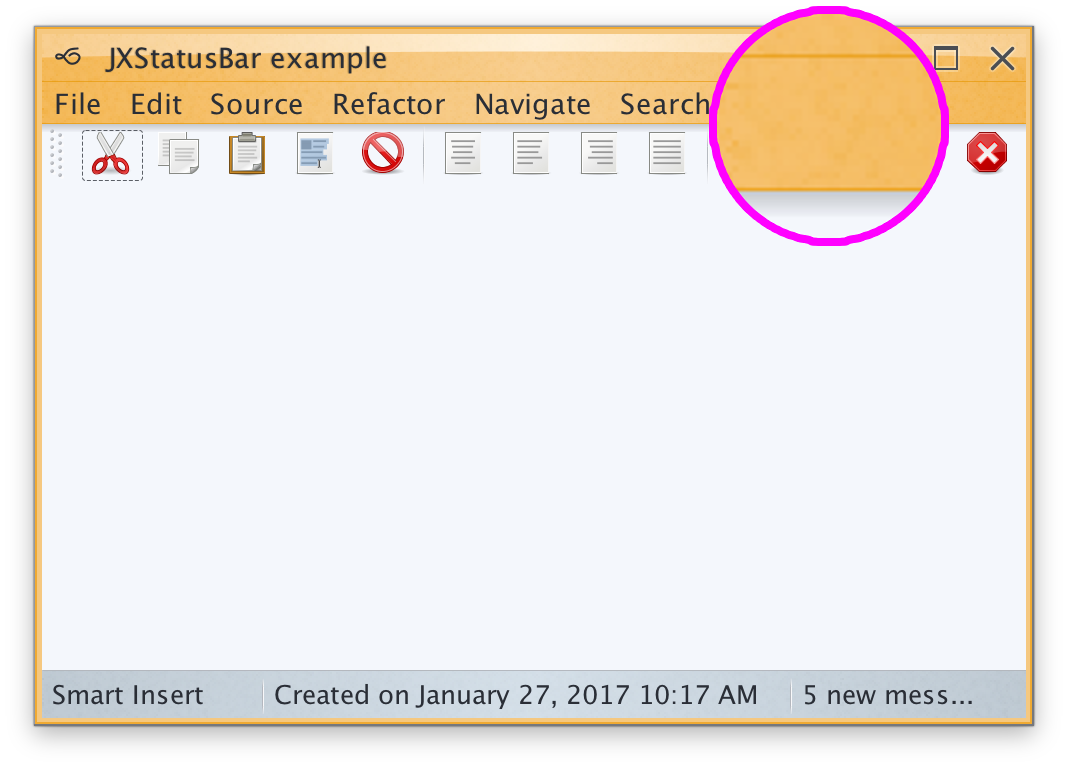 JXStatusBar example
File Edit Source Refactor Navigate Search
Smart Insert Created on January 27, 2017 10:17 AM 5 new mess...